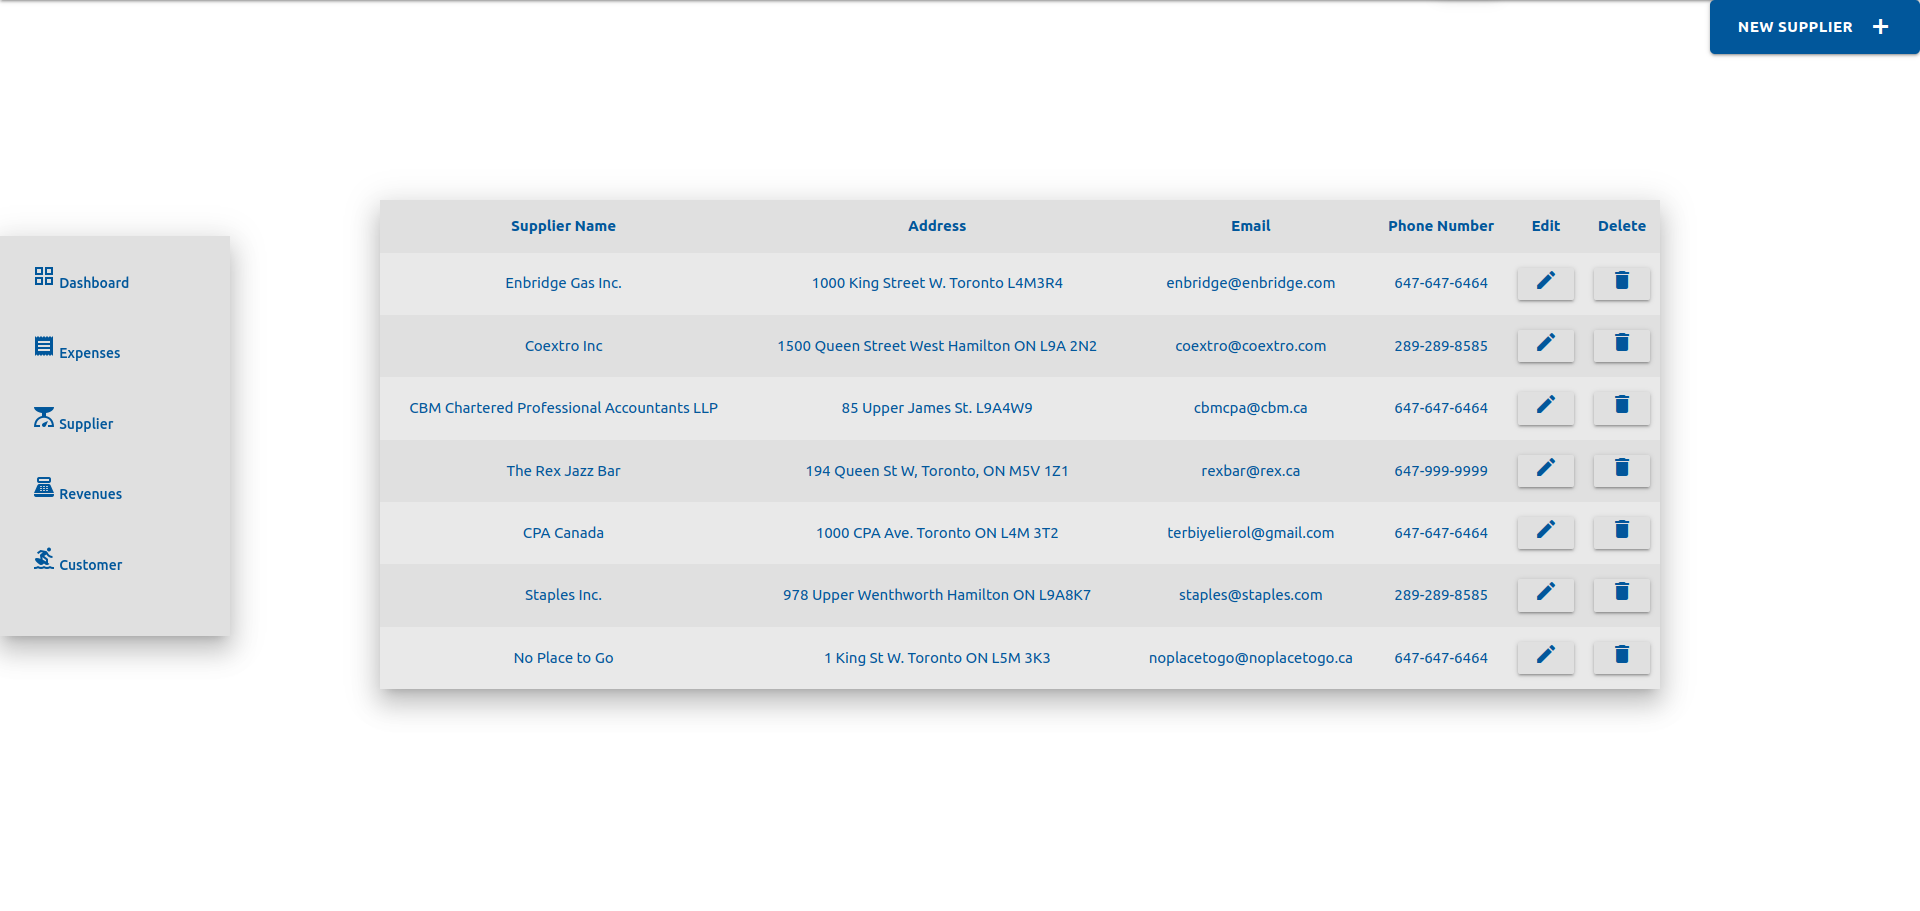 NEW SUPPLIER
Dashboard
Expenses
Supplier
Revenues
Customer
Supplier Name Address Email Phone Number Edit Delete
Enbridge Gas Inc. 1000 King Street W. Toronto L4M3R4 enbridge@enbridge.com 647-647-6464
Coextro Inc 1500 Queen Street West Hamilton ON L9A 2N2 coextro@coextro.com 289-289-8585
CBM Chartered Professional Accountants LLP 85 Upper James St. L9A4W9 cbmcpa@cbm.ca 647-647-6464
The Rex Jazz Bar 194 Queen St W, Toronto, ON M5V 1Z1 rexbar@rex.ca 647-999-9999
CPA Canada 1000 CPA Ave. Toronto ON L4M 3T2 terbiyelierol@gmail.com 647-647-6464
Staples Inc. 978 Upper Wenthworth Hamilton ON L9A8K7 staples@staples.com 289-289-8585
No Place to Go 1 King St W. Toronto ON L5M 3K3 noplacetogo@noplacetogo.ca 647-647-6464